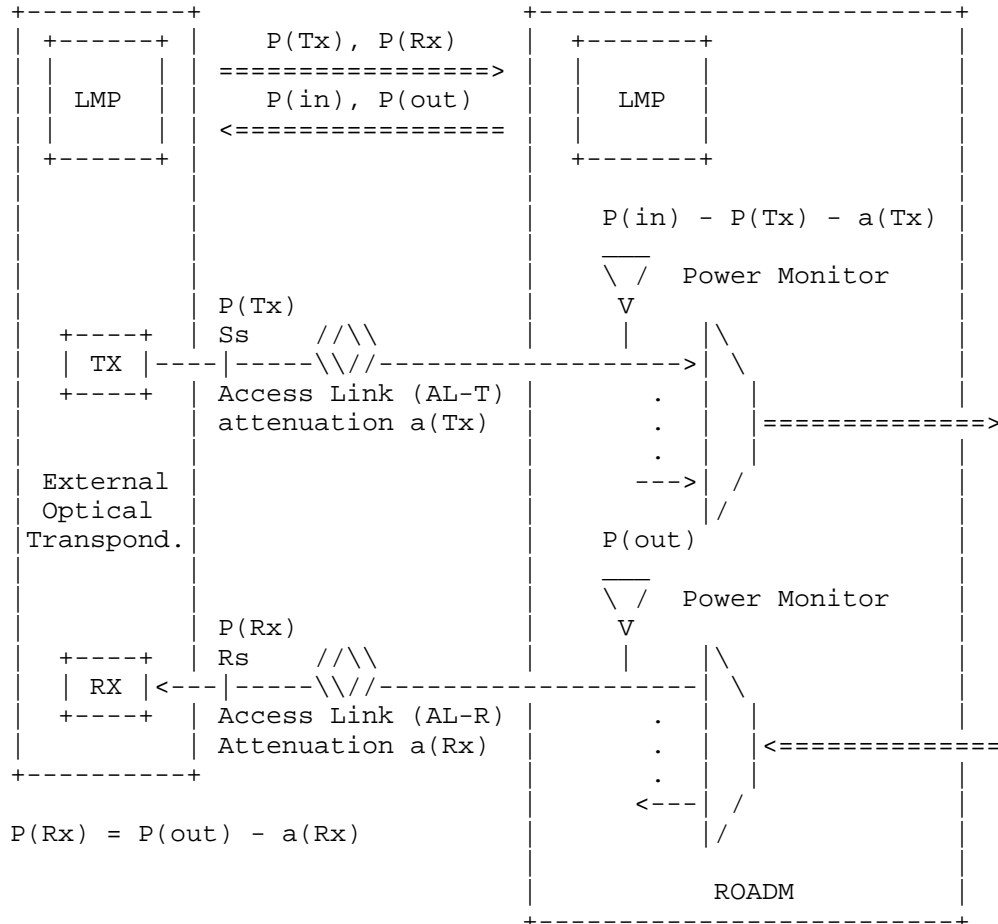 P(Tx), P(Rx)
=================>
LMP P(in), P(out) LMP
<=================
P(in) - P(Tx) - a(Tx)
Power Monitor
P(Tx)
Ss
TX
Access Link (AL-T)
attenuation a(Tx)
External
Optical
Transpond.
P(out)
Power Monitor
P(Rx)
Rs
RX
Access Link (AL-R)
Attenuation a(Rx)
P(Rx) = P(out) - a(Rx)
ROADM